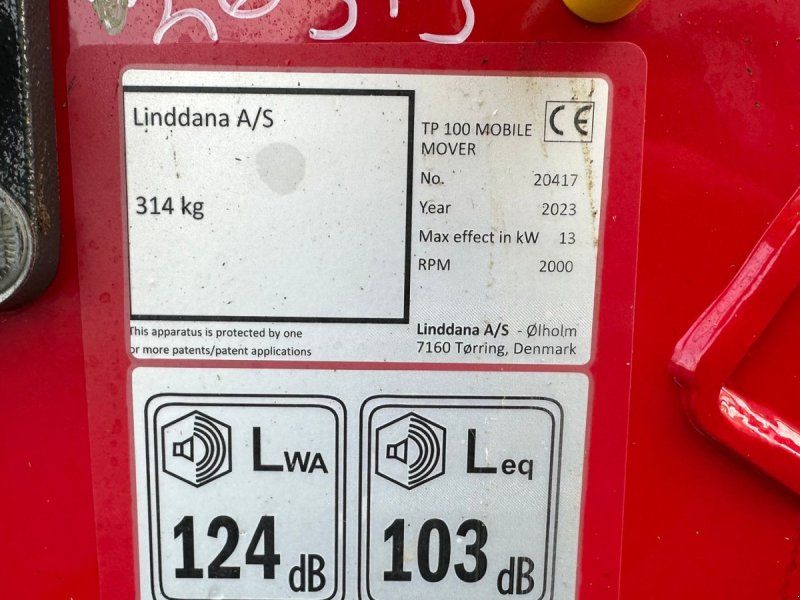 Linddana A/S
314 kg
This apparatus is protected by one
or more patents/patent applications
TP 100 MOBILE CE
MOVER
No. 20417
Year 2023
Max effect in kW 13
RPM 2000
Linddana A/S - Ølholm
7160 Tørring, Denmark
LWA
124 dB
Leq
103 dB